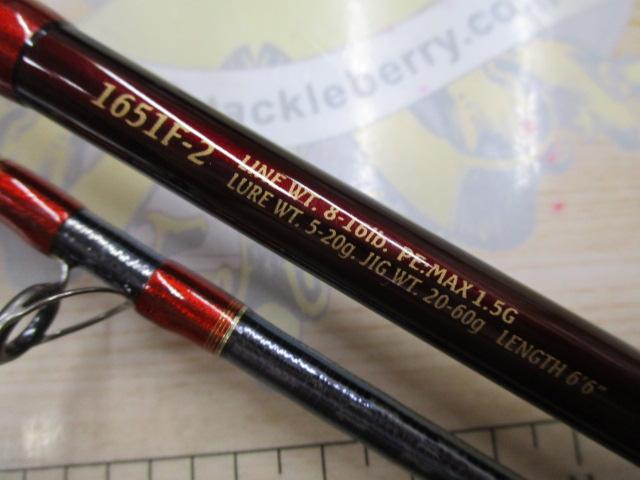 ackleberry.co
1651F-2
LINE WT. 8-16lb. PE:MAX 1.5G
LURE WT. 5-20g. JIG WT. 20-60g LENGTH 6'6"